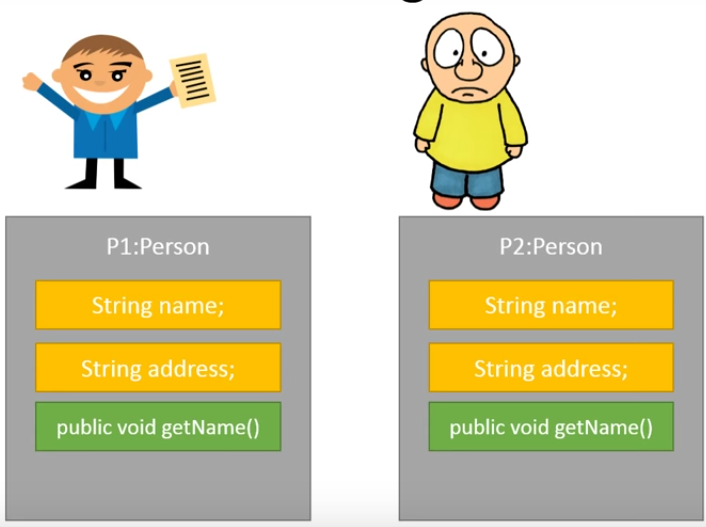 P1:Person
String name;
String address;
public void getName()
P2:Person
String name;
String address;
public void getName()